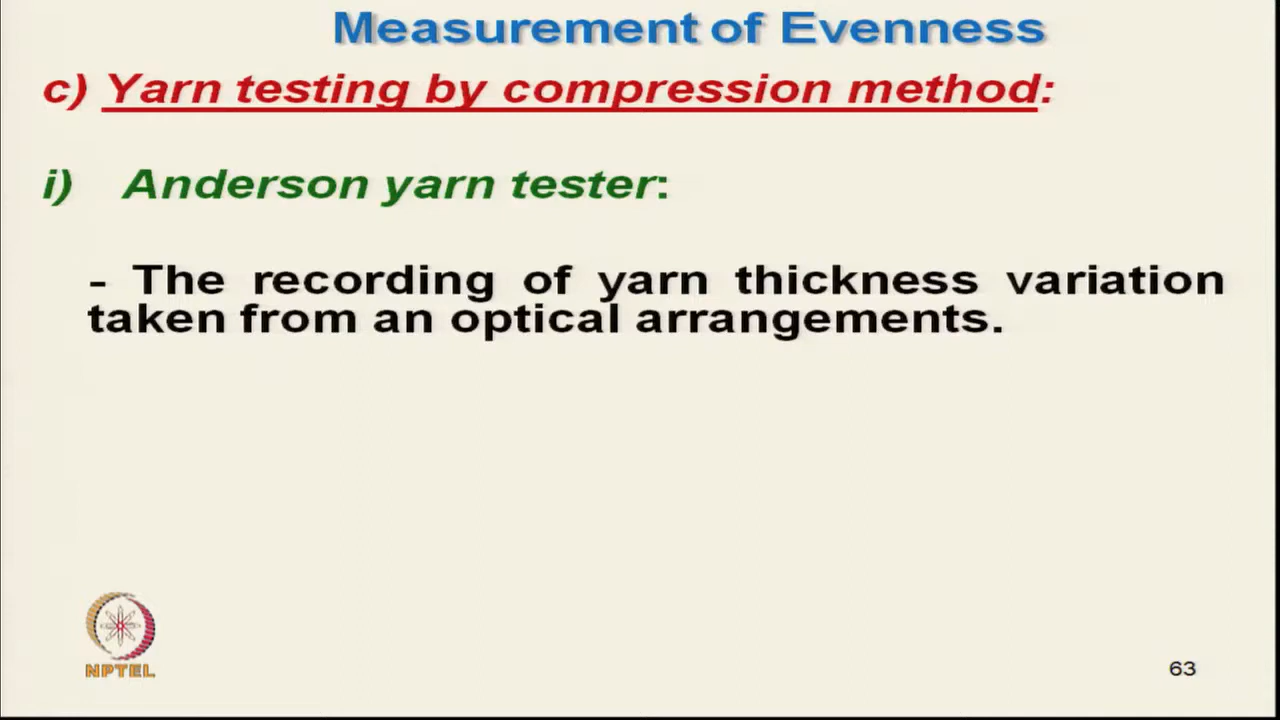 Measurement of Evenness
c) Yarn testing by compression method:
i) Anderson yarn tester:
- The recording of yarn thickness variation
taken from an optical arrangements.
NPTEL
63